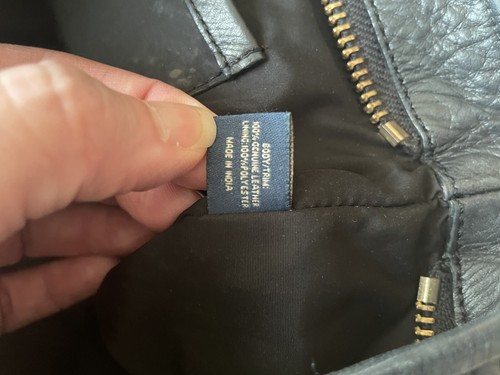 BODY/TRIM:
100% GENUINE LEATHER
LINING:100%POLYESTER
MADE IN INDIA